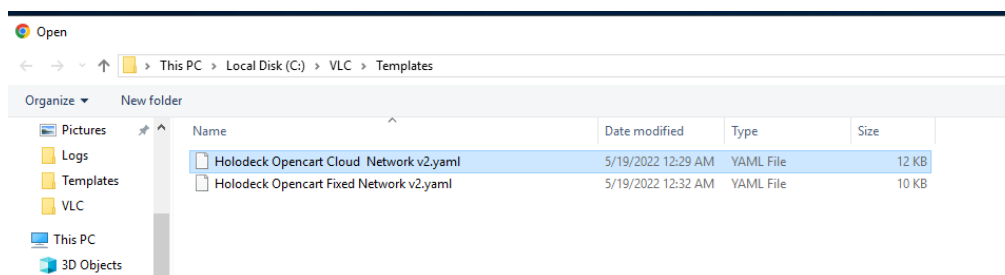 Open
This PC > Local Disk (C:) > VLC > Templates
Organize New folder
Pictures
Logs
Templates
VLC
This PC
3D Objects
Name Date modified Type Size
Holodeck Opencart Cloud  Network v2.yaml 5/19/2022 12:29 AM YAML File 12 KB
Holodeck Opencart Fixed Network v2.yaml 5/19/2022 12:32 AM YAML File 10 KB